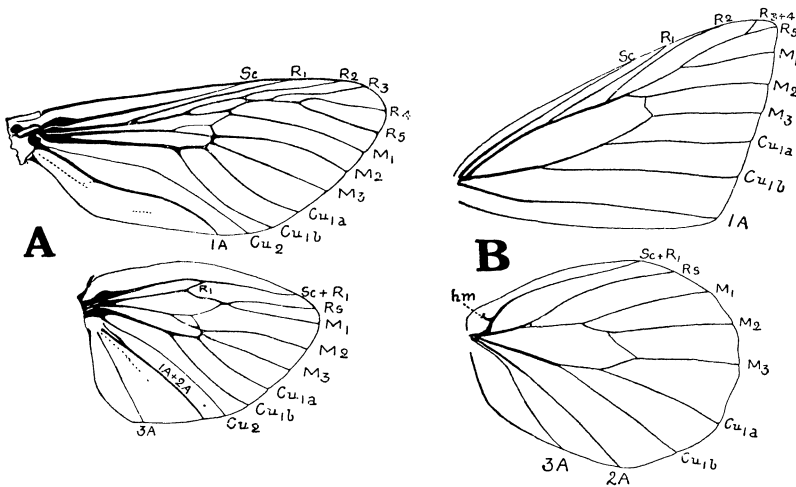 A
Sc
R1
R2
R3
R4
R5
M1
M2
M3
Cu1a
Cu1b
Cu2
1A
R1
Sc+R1
Rs
M1
M2
M3
Cu1a
Cu1b
Cu2
1A+2A
3A
B
Sc
R1
R2
R3+4
R5
M1
M2
M3
Cu1a
Cu1b
1A
hm
Sc+R1
Rs
M1
M2
M3
Cu1a
Cu1b
2A
3A